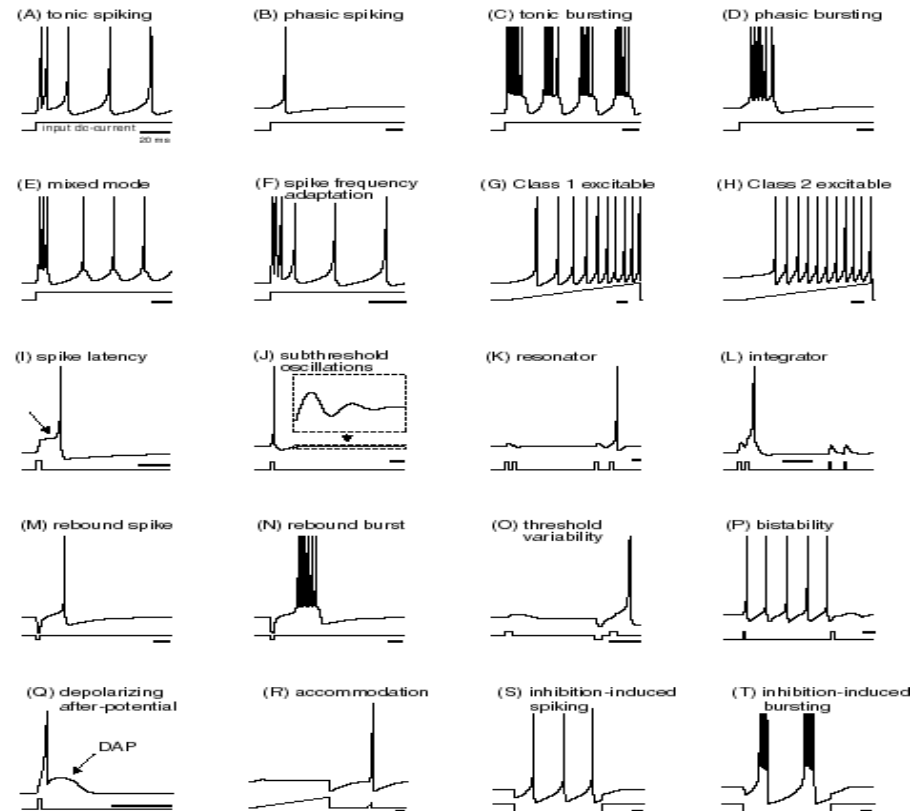 (A) tonic spiking
(B) phasic spiking
(C) tonic bursting
(D) phasic bursting
input dc-current
20 ms
(E) mixed mode
(F) spike frequency
adaptation
(G) Class 1 excitable
(H) Class 2 excitable
(I) spike latency
(J) subthreshold
oscillations
(K) resonator
(L) integrator
(M) rebound spike
(N) rebound burst
(O) threshold
variability
(P) bistability
(Q) depolarizing
after-potential
DAP
(R) accommodation
(S) inhibition-induced
spiking
(T) inhibition-induced
bursting